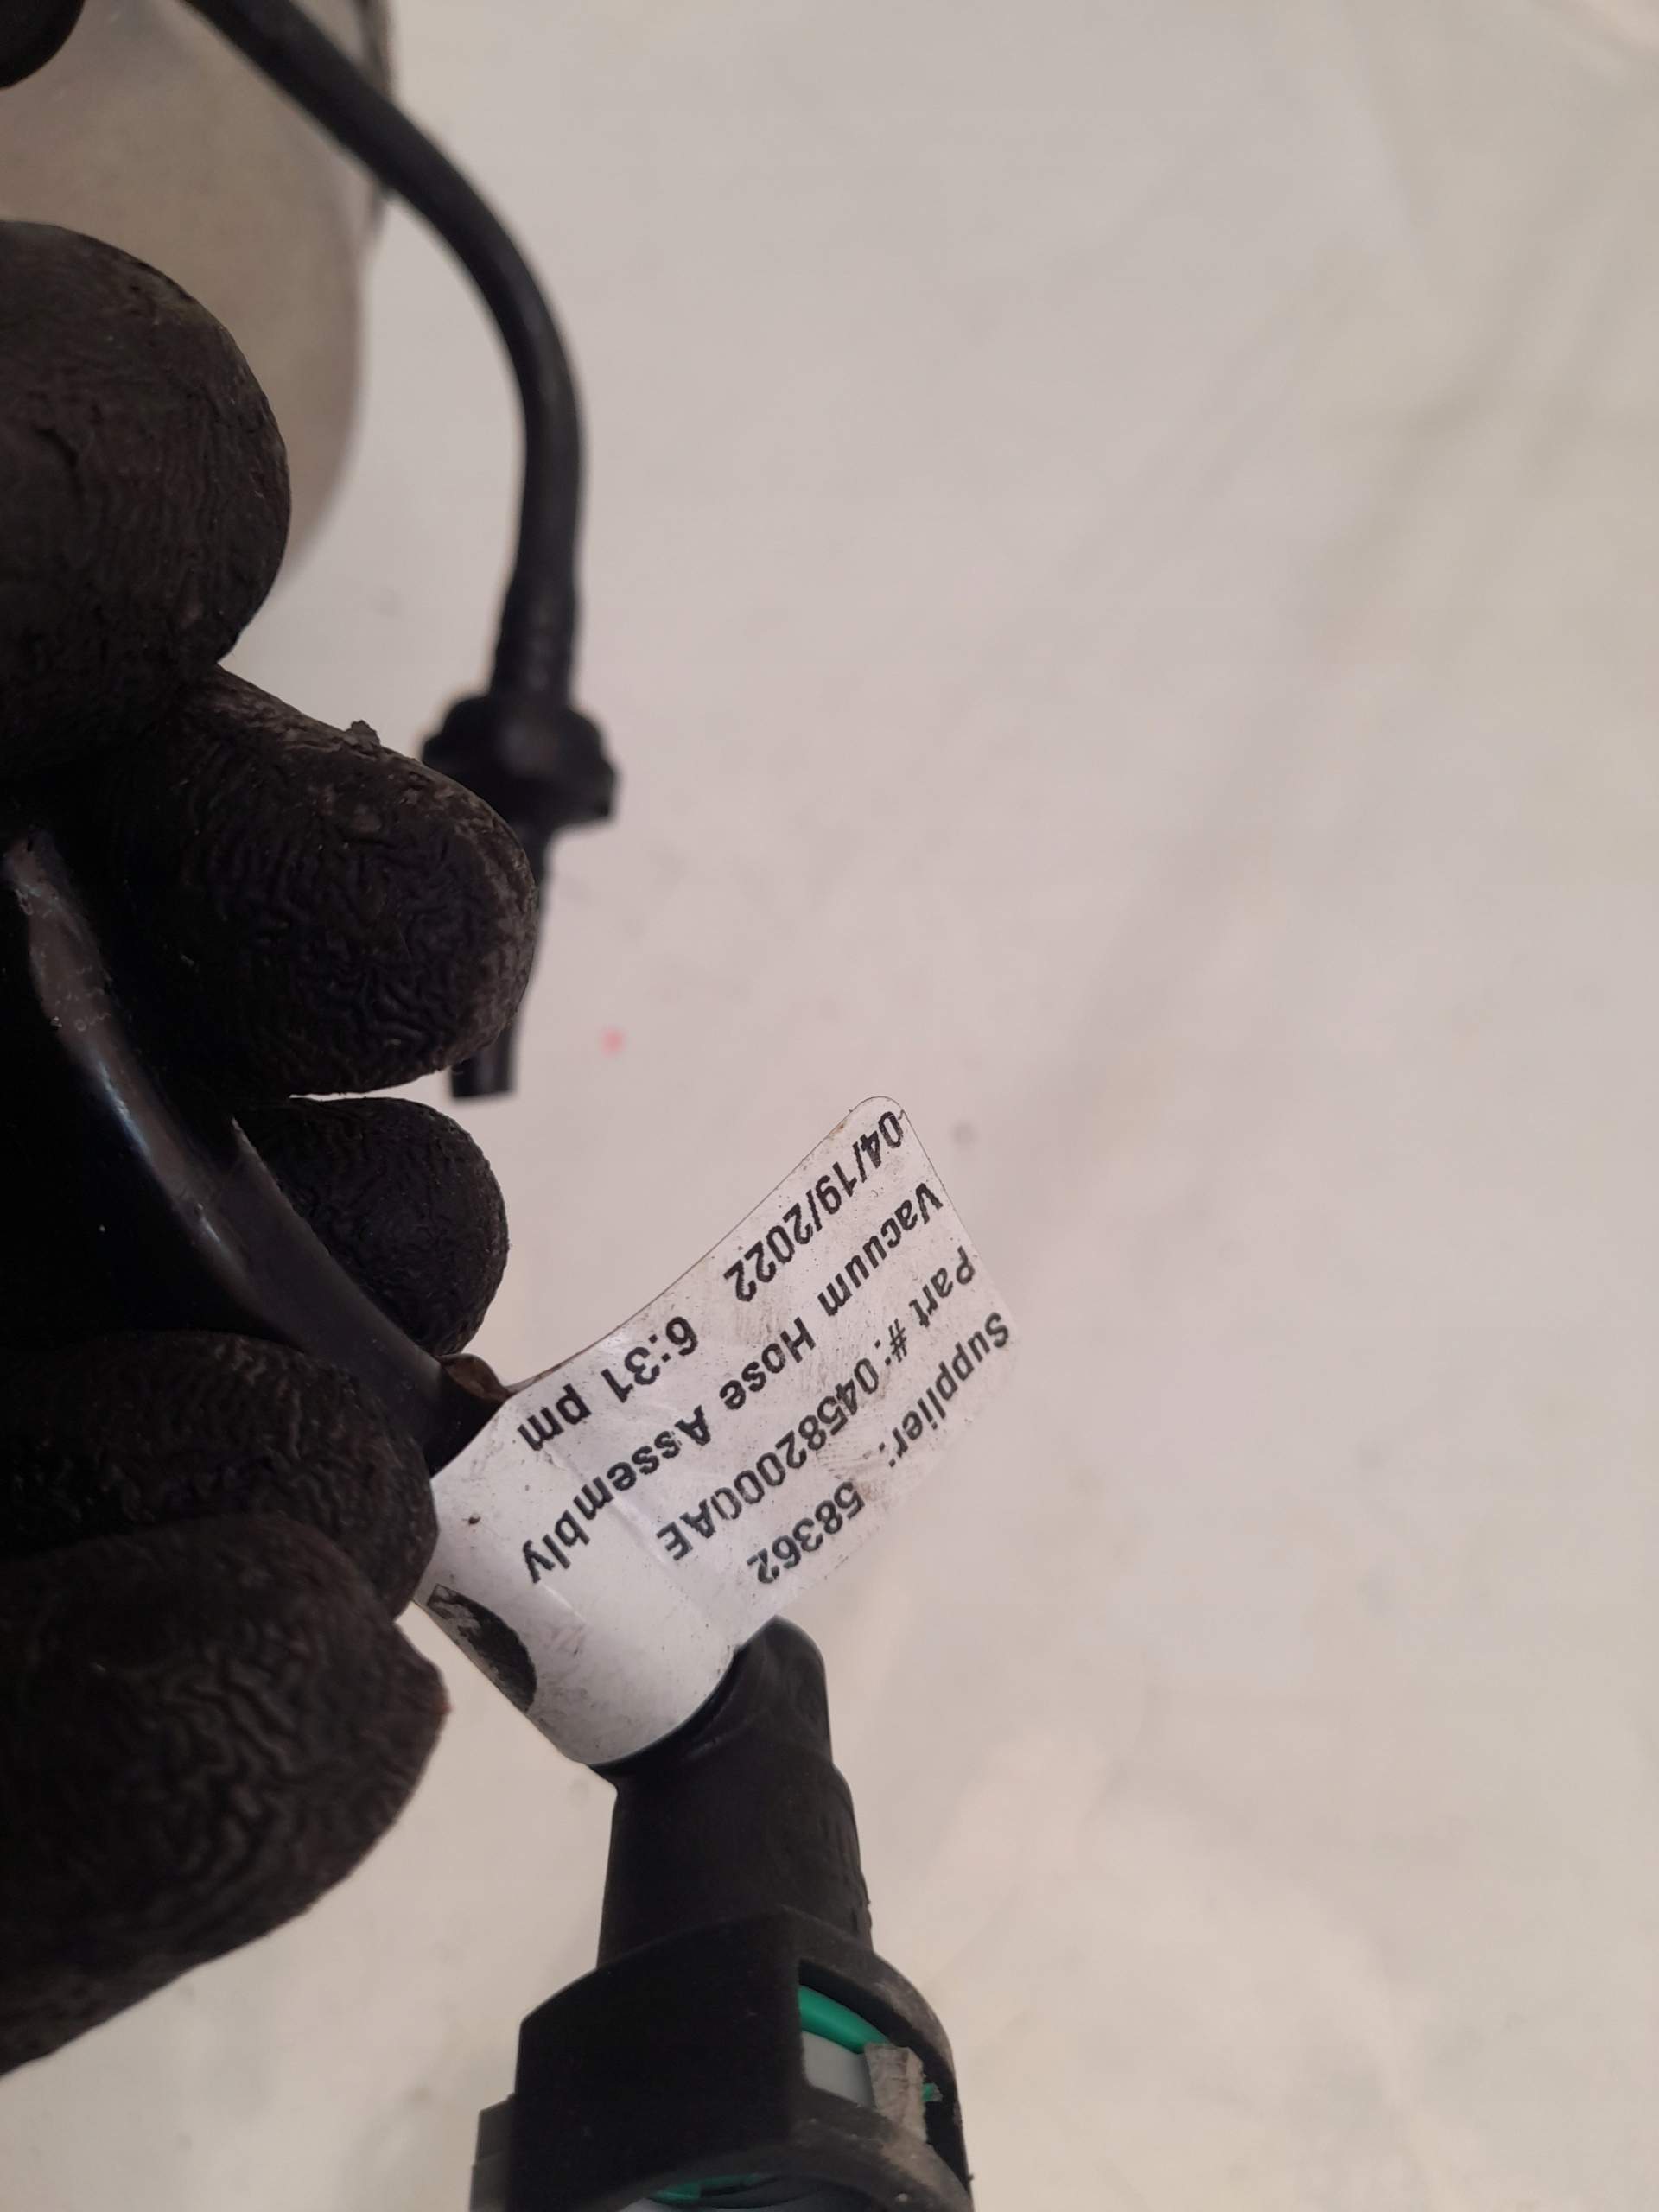 Supplier: 58362
Part #:04582000AE
Vacuum Hose Assembly
04/19/2022 6:31 pm